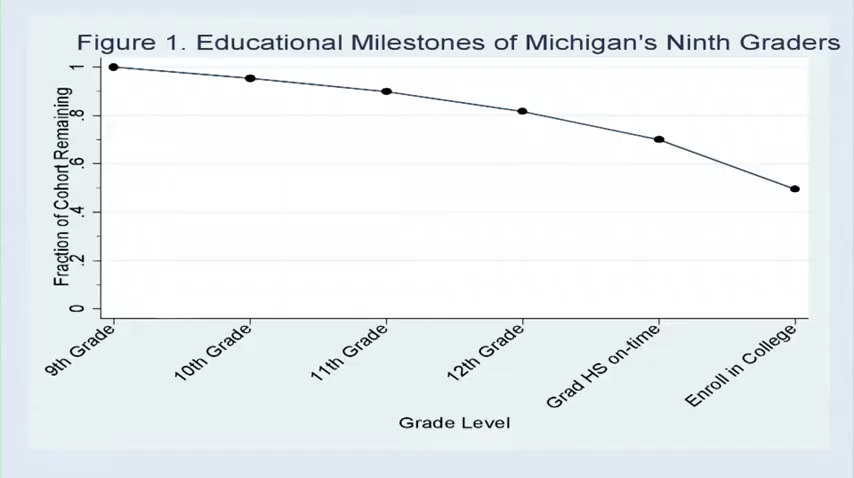 Figure 1. Educational Milestones of Michigan's Ninth Graders
Fraction of Cohort Remaining
1
.8
.6
.4
.2
0
9th Grade
10th Grade
11th Grade
12th Grade
Grad HS on-time
Enroll in College
Grade Level